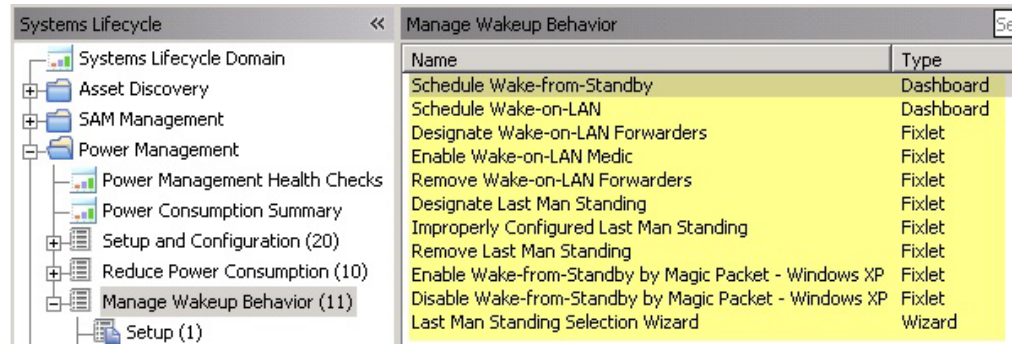 Systems Lifecycle
Systems Lifecycle Domain
Asset Discovery
SAM Management
Power Management
Power Management Health Checks
Power Consumption Summary
Setup and Configuration (20)
Reduce Power Consumption (10)
Manage Wakeup Behavior (11)
Setup (1)
Manage Wakeup Behavior
Name Type
Schedule Wake-from-Standby Dashboard
Schedule Wake-on-LAN Dashboard
Designate Wake-on-LAN Forwarders Fixlet
Enable Wake-on-LAN Medic Fixlet
Remove Wake-on-LAN Forwarders Fixlet
Designate Last Man Standing Fixlet
Improperly Configured Last Man Standing Fixlet
Remove Last Man Standing Fixlet
Enable Wake-from-Standby by Magic Packet - Windows XP Fixlet
Disable Wake-from-Standby by Magic Packet - Windows XP Fixlet
Last Man Standing Selection Wizard Wizard